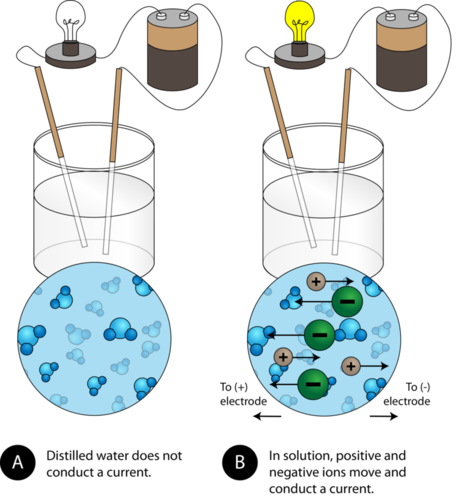 To (+)
electrode
To (-)
electrode
A
Distilled water does not
conduct a current.
B
In solution, positive and
negative ions move and
conduct a current.